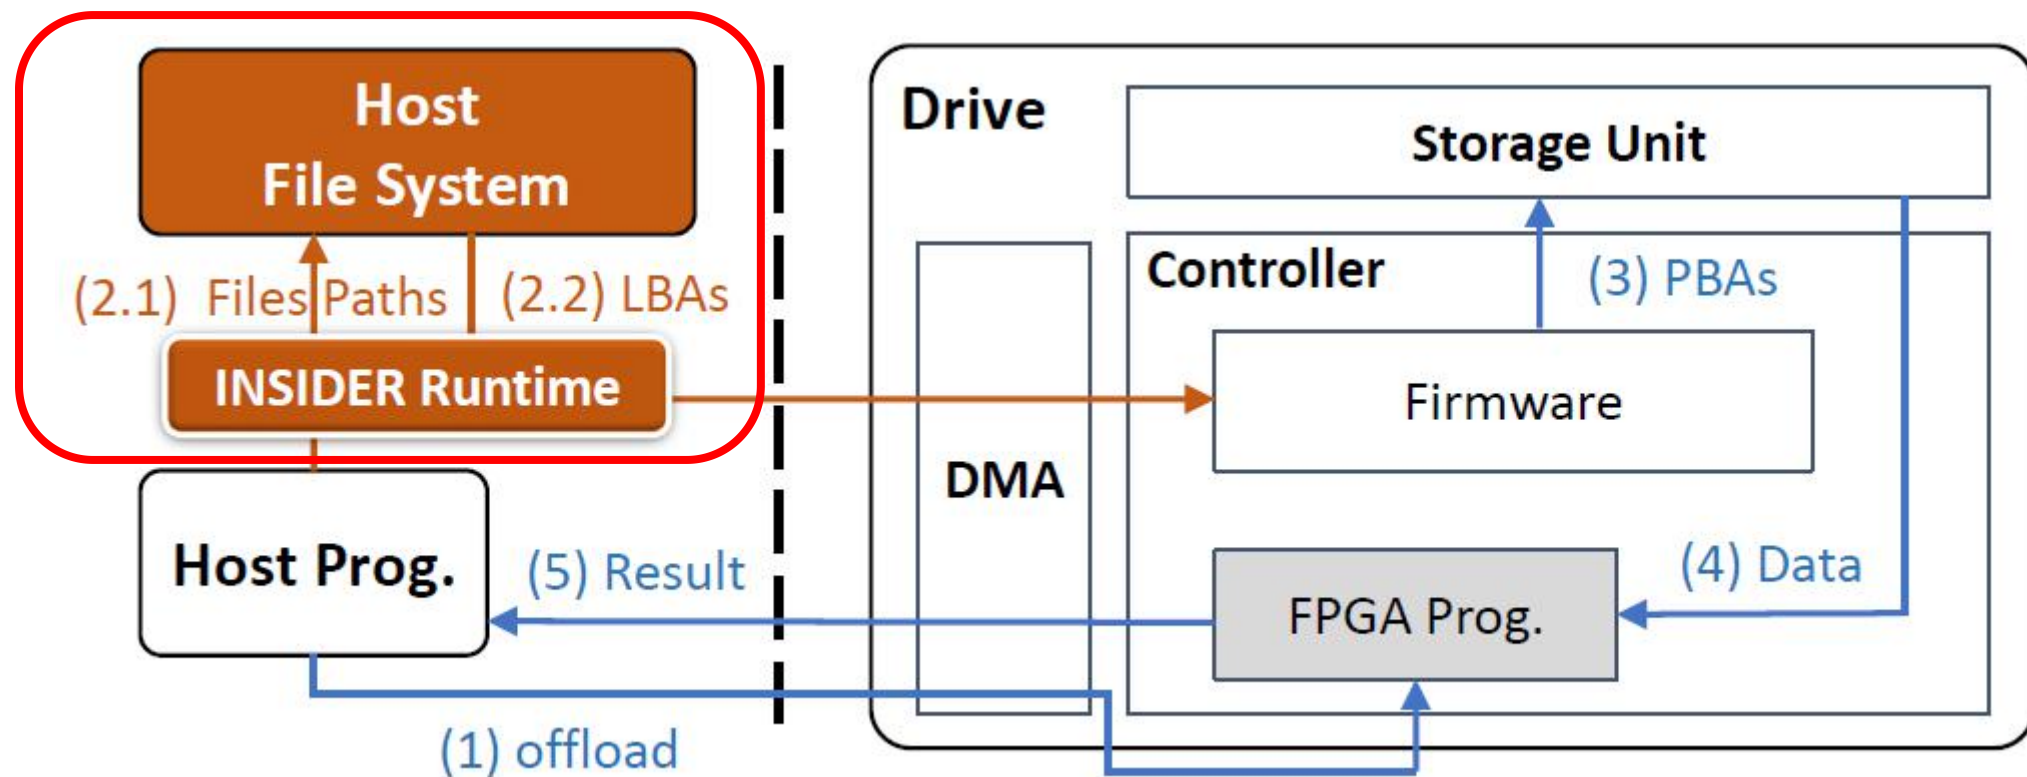 Host
File System
(2.1) Files Paths
(2.2) LBAs
INSIDER Runtime
Host Prog.
(5) Result
(1) offload
Drive
Storage Unit
Controller
(3) PBAs
Firmware
DMA
(4) Data
FPGA Prog.